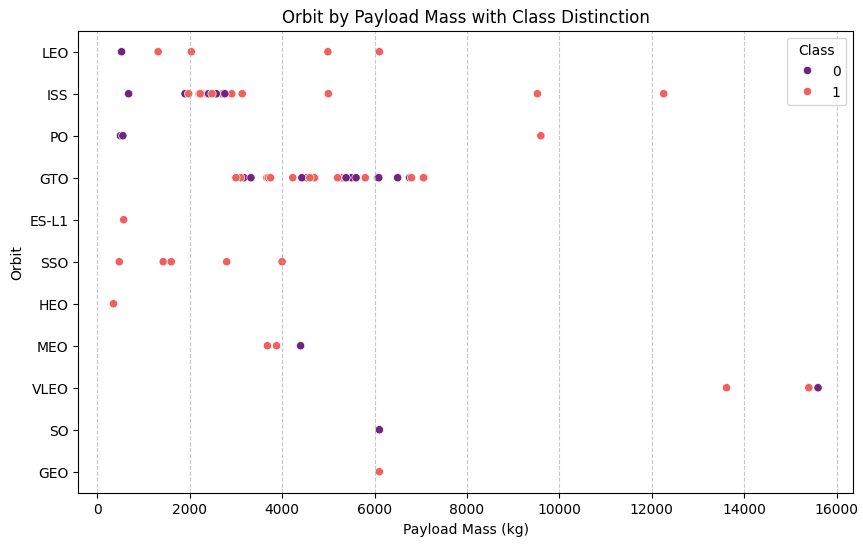 Orbit by Payload Mass with Class Distinction
Class
0
1
LEO
ISS
PO
GTO
ES-L1
SSO
HEO
MEO
VLEO
SO
GEO
Orbit
0 2000 4000 6000 8000 10000 12000 14000 16000
Payload Mass (kg)